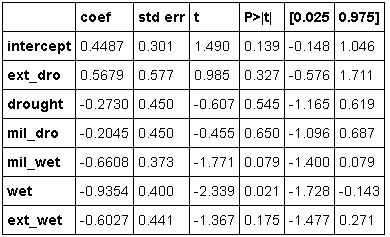 coef std err t P>|t| [0.025 0.975]
intercept 0.4487 0.301 1.490 0.139 -0.148 1.046
ext_dro 0.5679 0.577 0.985 0.327 -0.576 1.711
drought -0.2730 0.450 -0.607 0.545 -1.165 0.619
mil_dro -0.2045 0.450 -0.455 0.650 -1.096 0.687
mil_wet -0.6608 0.373 -1.771 0.079 -1.400 0.079
wet -0.9354 0.400 -2.339 0.021 -1.728 -0.143
ext_wet -0.6027 0.441 -1.367 0.175 -1.477 0.271